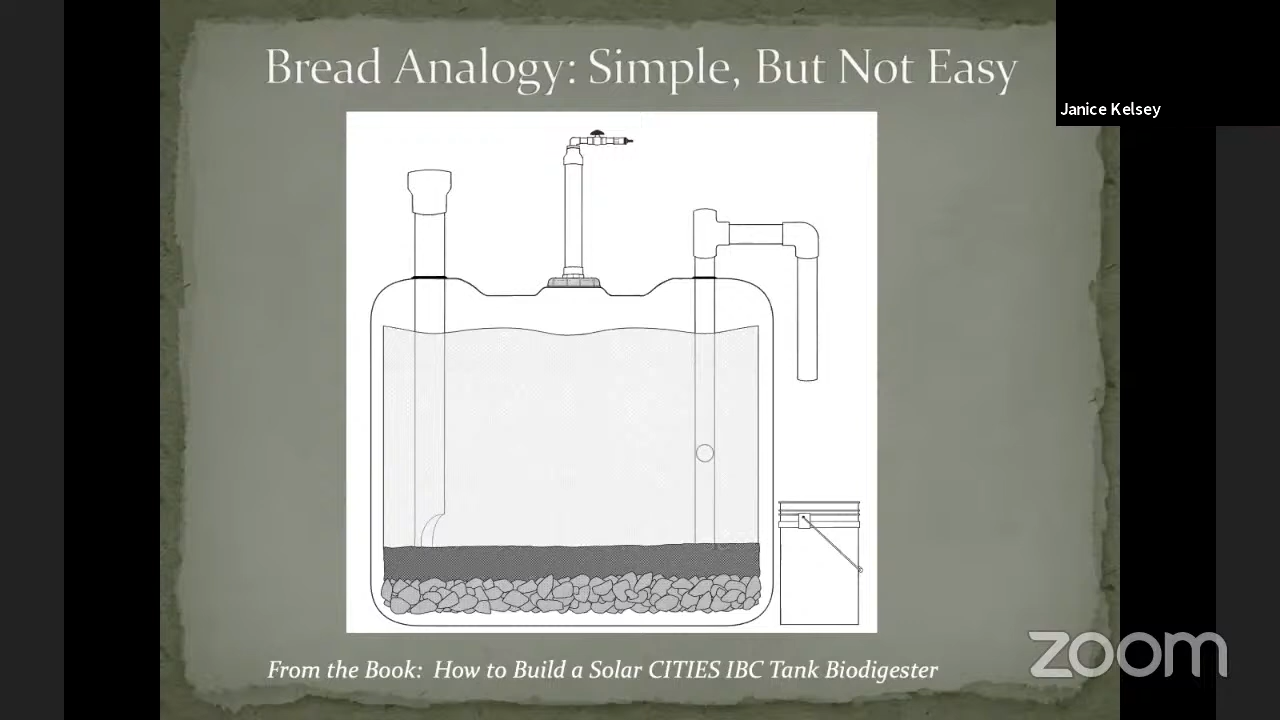 Bread Analogy: Simple, But Not Easy
Janice Kelsey
From the Book: How to Build a Solar CITIES IBC Tank Biodigester
zoom